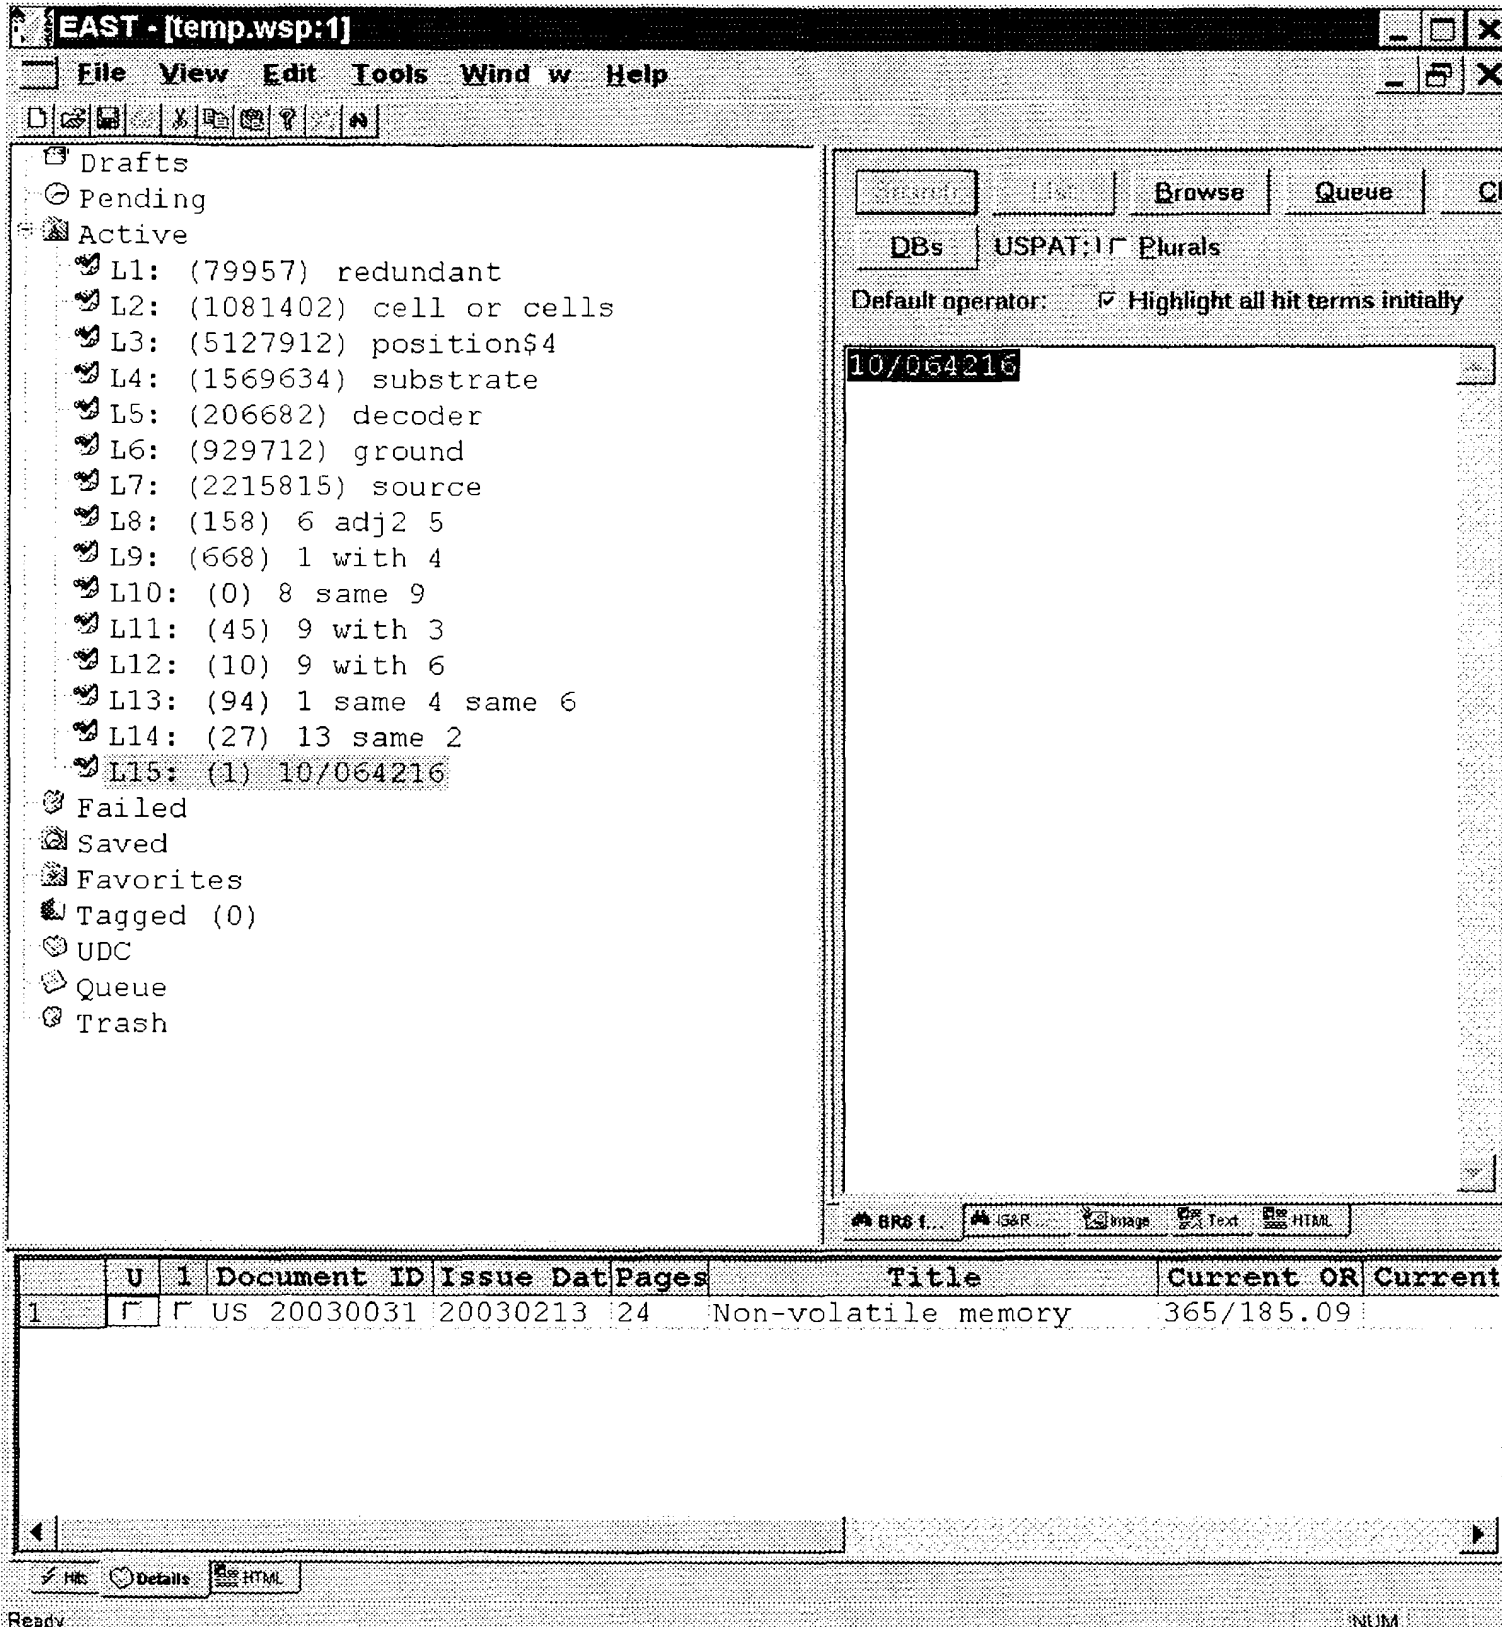 EAST - [temp.wsp:1]
File View Edit Tools Wind w Help
Drafts
Pending
Active
L1: (79957) redundant
L2: (1081402) cell or cells
L3: (5127912) position$4
L4: (1569634) substrate
L5: (206682) decoder
L6: (929712) ground
L7: (2215815) source
L8: (158) 6 adj2 5
L9: (668) 1 with 4
L10: (0) 8 same 9
L11: (45) 9 with 3
L12: (10) 9 with 6
L13: (94) 1 same 4 same 6
L14: (27) 13 same 2
L15: (1) 10/064216
Failed
Saved
Favorites
Tagged (0)
UDC
Queue
Trash
Browse Queue Cl
DBs USPAT; Plurals
Default operator: Highlight all hit terms initially
10/064216
BRS f... IS&R... Image Text HTML
U 1 Document ID Issue Dat Pages Title Current OR Current
1 US 20030031 20030213 24 Non-volatile memory 365/185.09
Hits Details HTML
Ready NUM